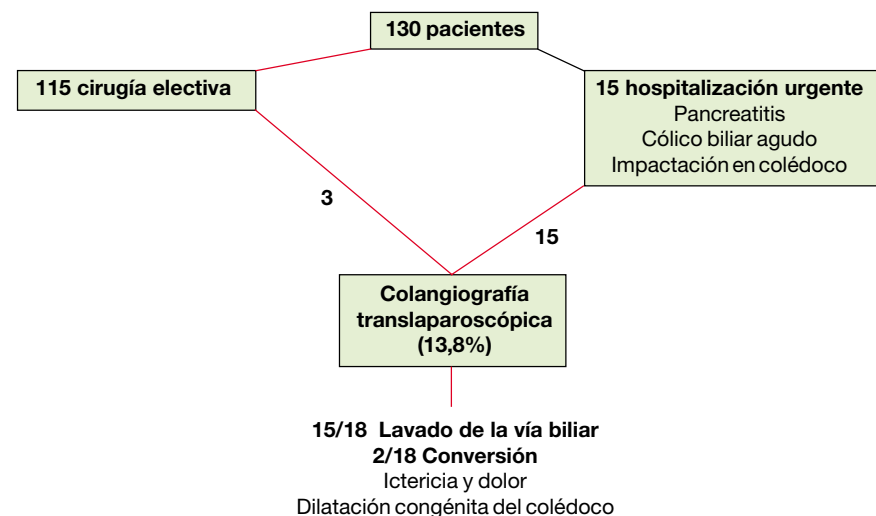 130 pacientes
115 cirugía electiva
15 hospitalización urgente
Pancreatitis
Cólico biliar agudo
Impactación en colédoco
3
15
Colangiografía
translaparoscópica
(13,8%)
15/18 Lavado de la vía biliar
2/18 Conversión
Ictericia y dolor
Dilatación congénita del colédoco